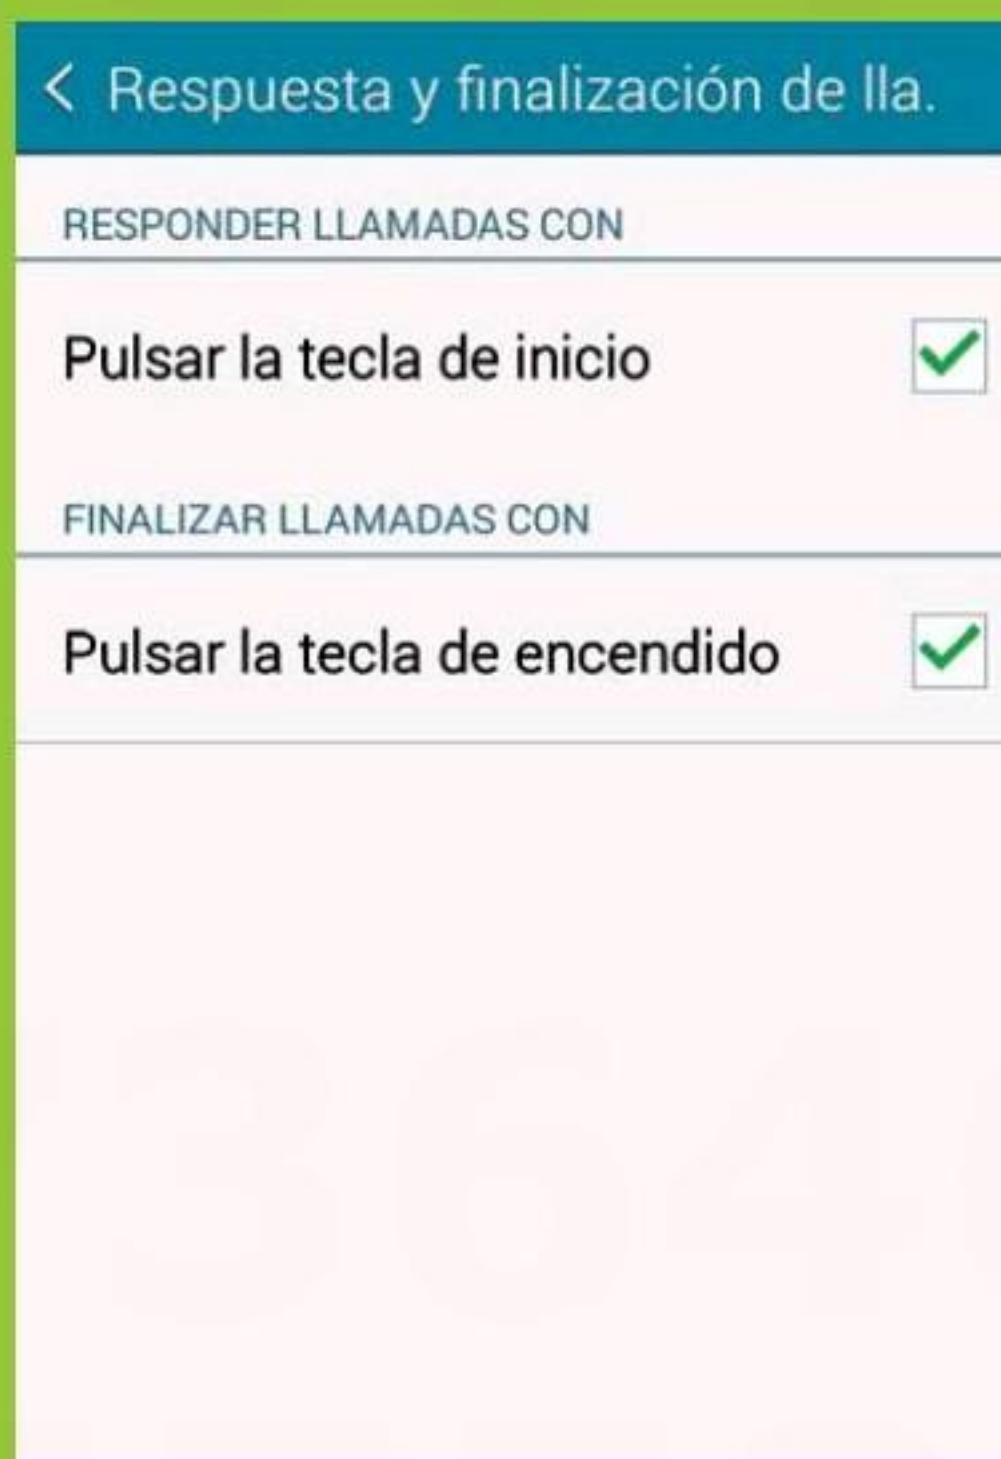 Respuesta y finalización de lla.
RESPONDER LLAMADAS CON
Pulsar la tecla de inicio
FINALIZAR LLAMADAS CON
Pulsar la tecla de encendido